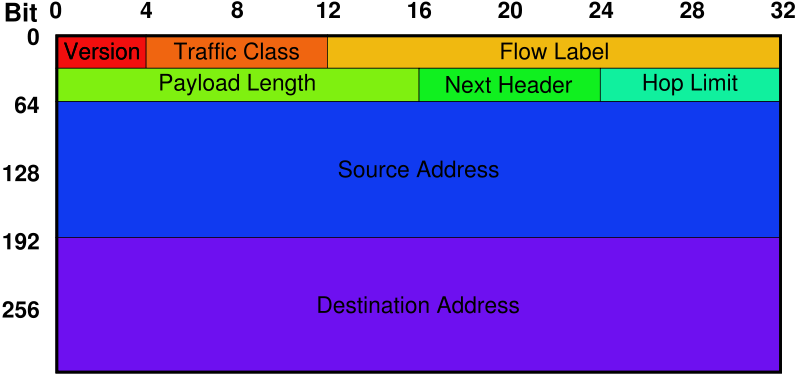 Bit 0 4 8 12 16 20 24 28 32
0 Version Traffic Class Flow Label
Payload Length Next Header Hop Limit
64
128 Source Address
192
256 Destination Address